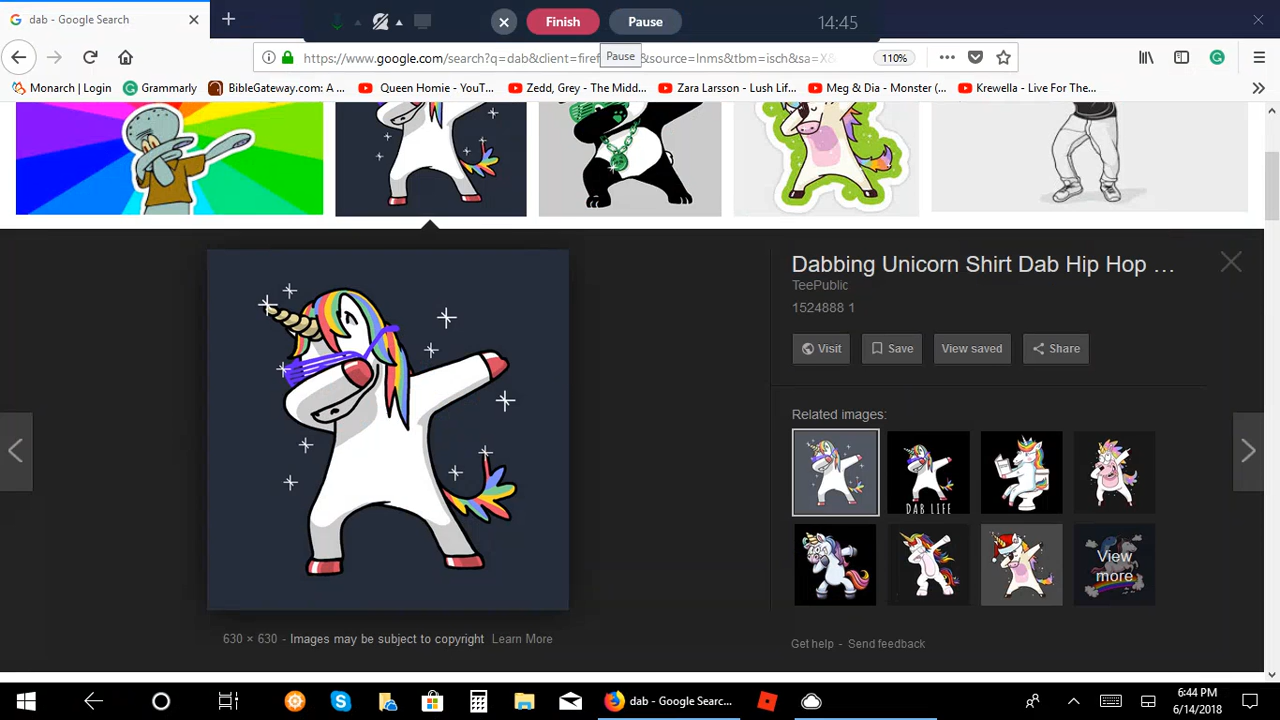 dab - Google Search
Finish
Pause
14:45
Pause
https://www.google.com/search?q=dab&client=firef &source=lnms&tbm=isch&sa=X&
110%
Monarch | Login
Grammarly
BibleGateway.com: A ...
Queen Homie - YouT...
Zedd, Grey - The Midd...
Zara Larsson - Lush Lif...
Meg & Dia - Monster (...
Krewella - Live For The...
Dabbing Unicorn Shirt Dab Hip Hop ...
TeePublic
1524888 1
Visit
Save
View saved
Share
Related images:
DAB LIFE
View
more
630 × 630 - Images may be subject to copyright Learn More
Get help - Send feedback
dab - Google Searc...
6:44 PM
6/14/2018